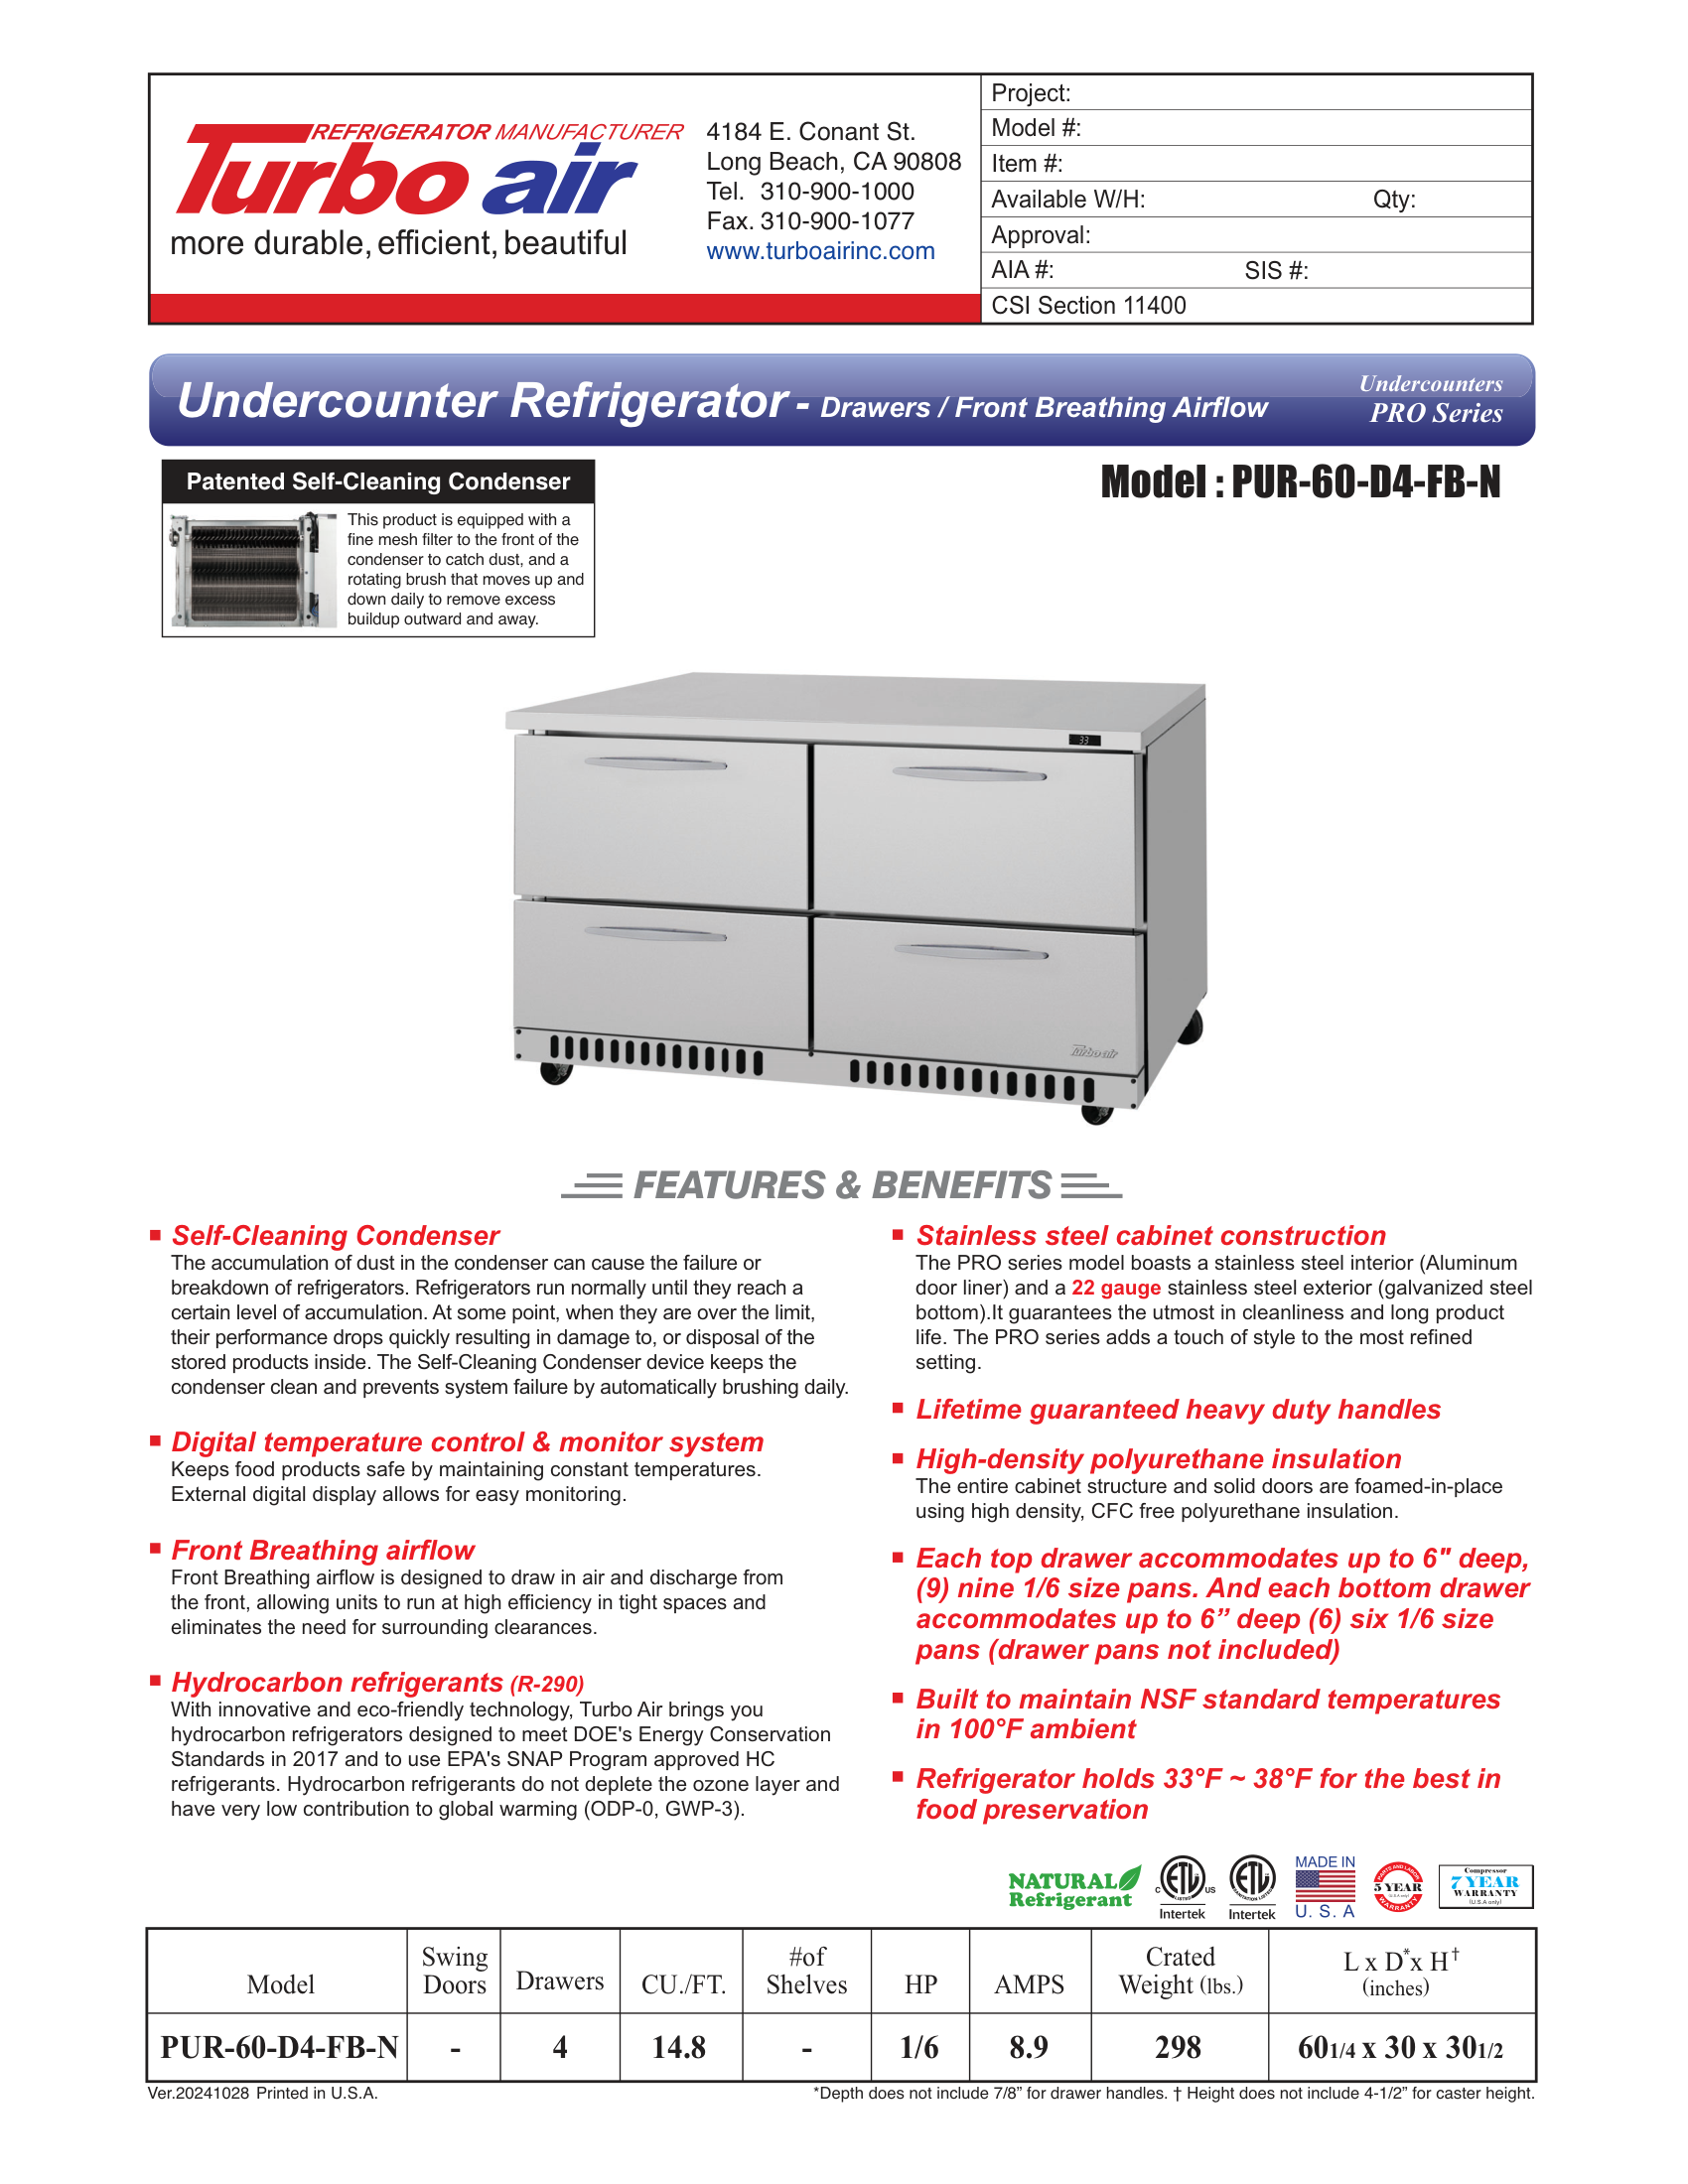 REFRIGERATOR MANUFACTURER
Turbo air
more durable, efficient, beautiful
4184 E. Conant St.
Long Beach, CA 90808
Tel. 310-900-1000
Fax. 310-900-1077
www.turboairinc.com
Project:
Model #:
Item #:
Available W/H: Qty:
Approval:
AIA #: SIS #:
CSI Section 11400
Undercounter Refrigerator - Drawers / Front Breathing Airflow
Undercounters
PRO Series
Patented Self-Cleaning Condenser
This product is equipped with a
fine mesh filter to the front of the
condenser to catch dust, and a
rotating brush that moves up and
down daily to remove excess
buildup outward and away.
Model : PUR-60-D4-FB-N
33
Turbo air
FEATURES & BENEFITS
Self-Cleaning Condenser
The accumulation of dust in the condenser can cause the failure or
breakdown of refrigerators. Refrigerators run normally until they reach a
certain level of accumulation. At some point, when they are over the limit,
their performance drops quickly resulting in damage to, or disposal of the
stored products inside. The Self-Cleaning Condenser device keeps the
condenser clean and prevents system failure by automatically brushing daily.
Digital temperature control & monitor system
Keeps food products safe by maintaining constant temperatures.
External digital display allows for easy monitoring.
Front Breathing airflow
Front Breathing airflow is designed to draw in air and discharge from
the front, allowing units to run at high efficiency in tight spaces and
eliminates the need for surrounding clearances.
Hydrocarbon refrigerants (R-290)
With innovative and eco-friendly technology, Turbo Air brings you
hydrocarbon refrigerators designed to meet DOE's Energy Conservation
Standards in 2017 and to use EPA's SNAP Program approved HC
refrigerants. Hydrocarbon refrigerants do not deplete the ozone layer and
have very low contribution to global warming (ODP-0, GWP-3).
Stainless steel cabinet construction
The PRO series model boasts a stainless steel interior (Aluminum
door liner) and a 22 gauge stainless steel exterior (galvanized steel
bottom).It guarantees the utmost in cleanliness and long product
life. The PRO series adds a touch of style to the most refined
setting.
Lifetime guaranteed heavy duty handles
High-density polyurethane insulation
The entire cabinet structure and solid doors are foamed-in-place
using high density, CFC free polyurethane insulation.
Each top drawer accommodates up to 6" deep,
(9) nine 1/6 size pans. And each bottom drawer
accommodates up to 6” deep (6) six 1/6 size
pans (drawer pans not included)
Built to maintain NSF standard temperatures
in 100°F ambient
Refrigerator holds 33°F ~ 38°F for the best in
food preservation
NATURAL
Refrigerant
C ETL US
LISTED
Intertek
ETL
SANITATION LISTED
Intertek
MADE IN
U. S. A
PARTS AND LABOR
5 YEAR
(U.S.A only)
WARRANTY
Compressor
7 YEAR
WARRANTY
(U.S.A only)
Model Swing Doors Drawers CU./FT. #of Shelves HP AMPS Crated Weight (lbs.) L x D* x H† (inches)
PUR-60-D4-FB-N - 4 14.8 - 1/6 8.9 298 601/4 x 30 x 301/2
Ver.20241028 Printed in U.S.A.
*Depth does not include 7/8” for drawer handles. † Height does not include 4-1/2” for caster height.